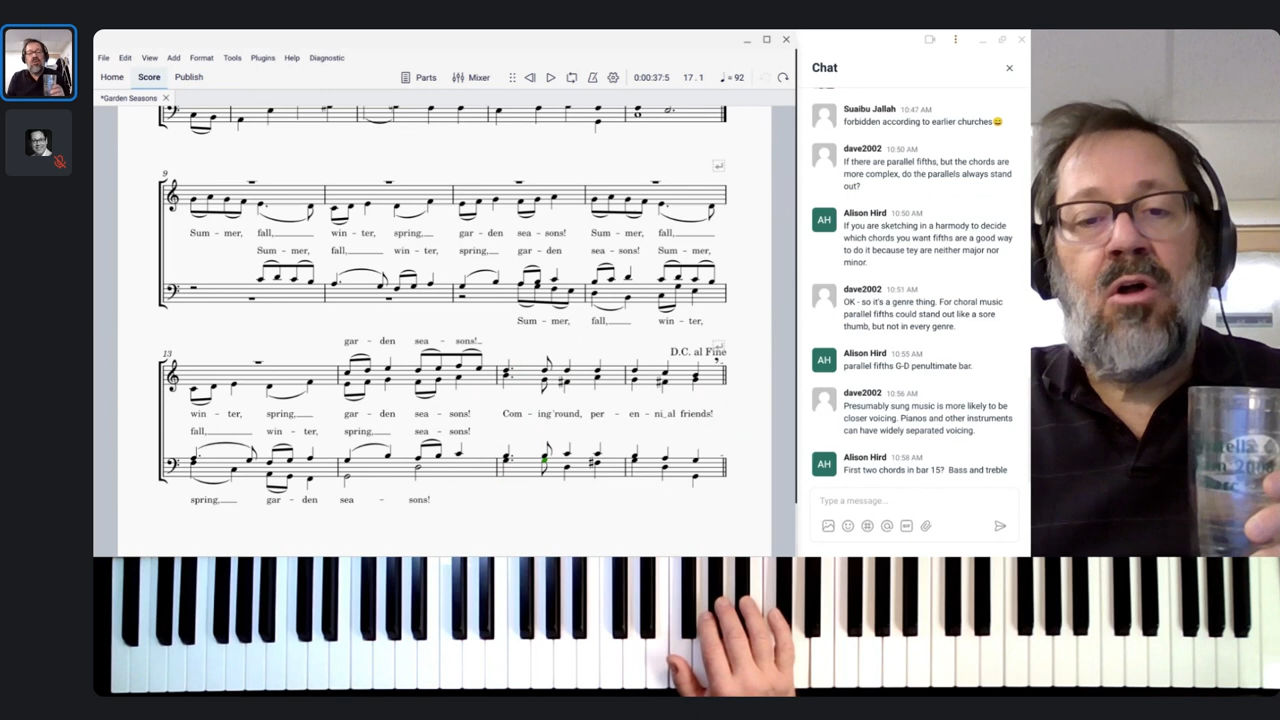 File Edit View Add Format Tools Plugins Help Diagnostic
Home Score Publish Parts Mixer 0:00:37:5 17 . 1 = 92
*Garden Seasons
9
Sum - mer, fall, win - ter, spring, gar - den sea - sons! Sum - mer, fall,
Sum - mer, fall, win - ter, spring, gar - den sea - sons! Sum - mer,
Sum - mer, fall, win - ter,
gar - den sea - sons!
D.C. al Fine
13
win - ter, spring, gar - den sea - sons! Com - ing 'round, per - en - ni_al friends!
fall, win - ter, spring, sea - sons!
spring, gar - den sea - sons!
Chat
Suaibu Jallah 10:47 AM
forbidden according to earlier churches😄
dave2002 10:50 AM
If there are parallel fifths, but the chords are
more complex, do the parallels always stand
out?
AH
Alison Hird 10:50 AM
If you are sketching in a harmody to decide
which chords you want fifths are a good way
to do it because tey are neither major nor
minor.
dave2002 10:51 AM
OK - so it's a genre thing. For choral music
parallel fifths could stand out like a sore
thumb, but not in every genre.
AH
Alison Hird 10:55 AM
parallel fifths G-D penultimate bar.
dave2002 10:56 AM
Presumably sung music is more likely to be
closer voicing. Pianos and other instruments
can have widely separated voicing.
AH
Alison Hird 10:58 AM
First two chords in bar 15? Bass and treble
Type a message...
GIF